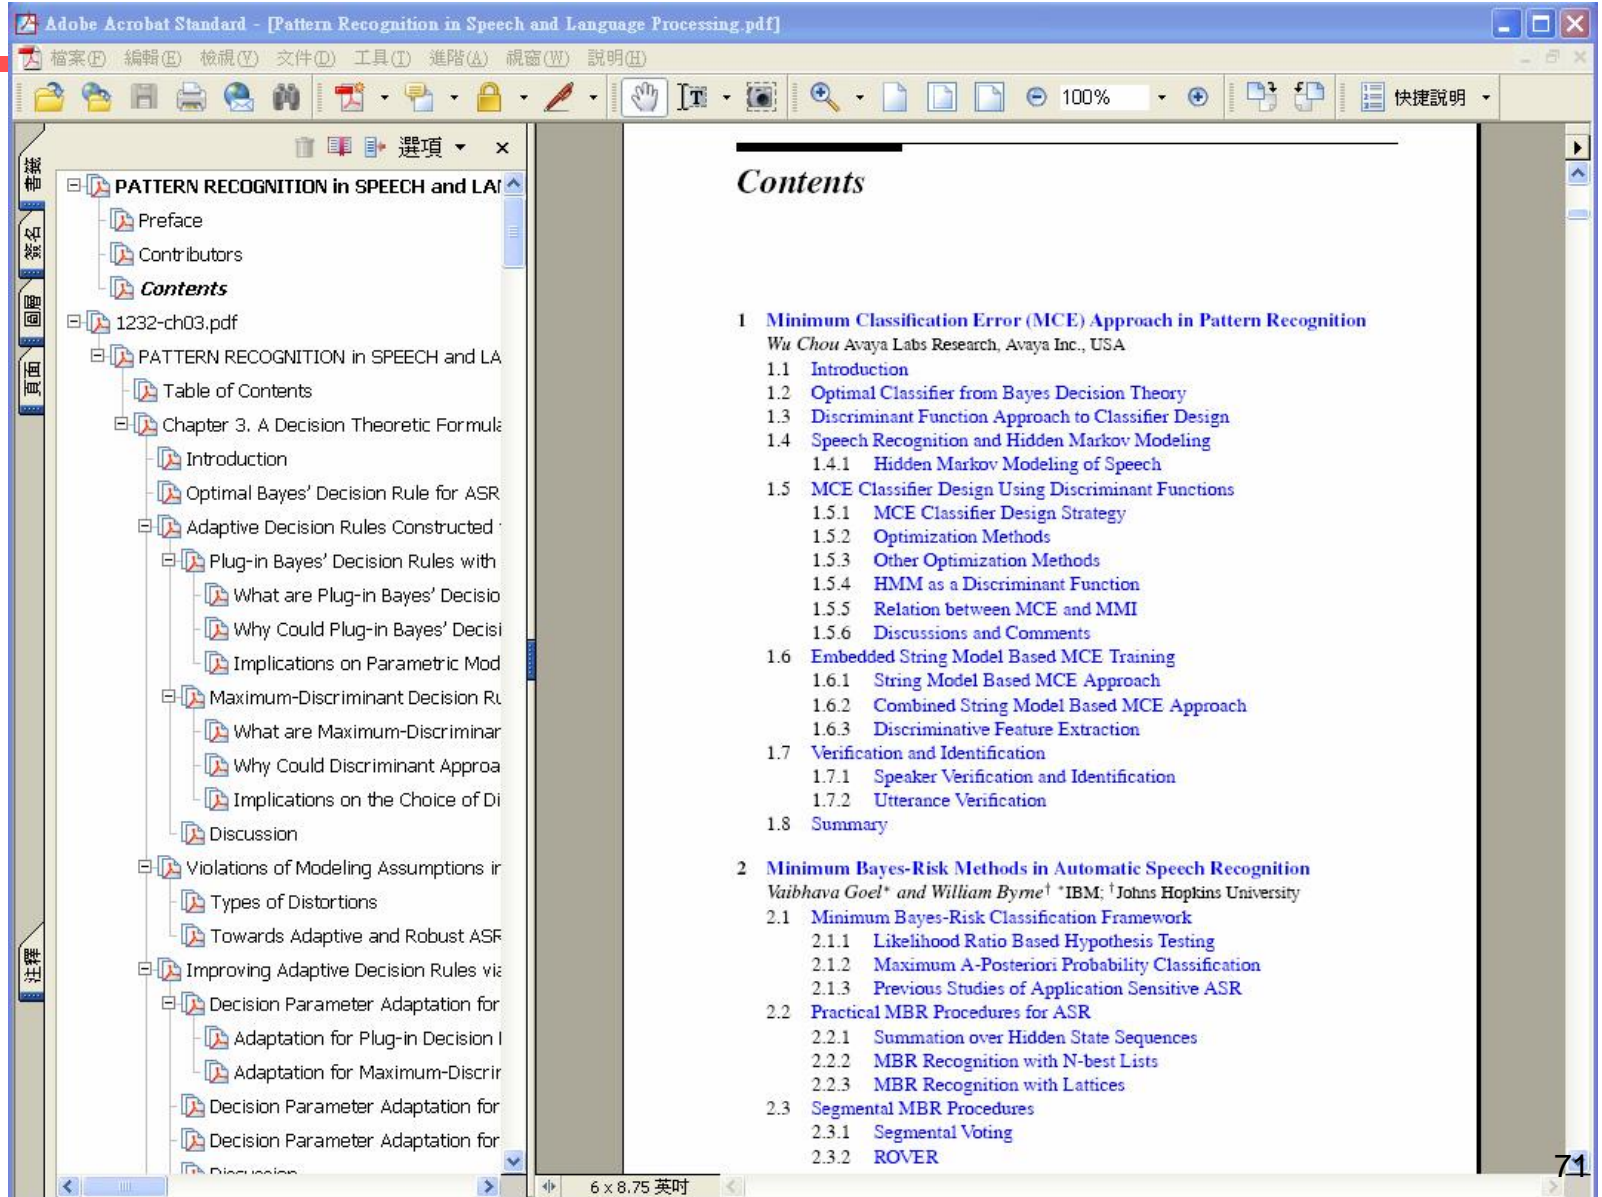 Adobe Acrobat Standard - [Pattern Recognition in Speech and Language Processing.pdf]
檔案(F) 編輯(E) 檢視(V) 文件(D) 工具(T) 進階(A) 視窗(W) 說明(H)
100% 快捷說明
選項
書籤
簽名
圖層
頁面
注釋
PATTERN RECOGNITION in SPEECH and LA
Preface
Contributors
Contents
1232-ch03.pdf
PATTERN RECOGNITION in SPEECH and LA
Table of Contents
Chapter 3. A Decision Theoretic Formula
Introduction
Optimal Bayes' Decision Rule for ASR
Adaptive Decision Rules Constructed
Plug-in Bayes' Decision Rules with
What are Plug-in Bayes' Decisio
Why Could Plug-in Bayes' Decisi
Implications on Parametric Mod
Maximum-Discriminant Decision Ru
What are Maximum-Discriminar
Why Could Discriminant Approa
Implications on the Choice of Di
Discussion
Violations of Modeling Assumptions in
Types of Distortions
Towards Adaptive and Robust ASR
Improving Adaptive Decision Rules via
Decision Parameter Adaptation for
Adaptation for Plug-in Decision
Adaptation for Maximum-Discrir
Decision Parameter Adaptation for
Decision Parameter Adaptation for
Discussion
Contents
1 Minimum Classification Error (MCE) Approach in Pattern Recognition
Wu Chou Avaya Labs Research, Avaya Inc., USA
1.1 Introduction
1.2 Optimal Classifier from Bayes Decision Theory
1.3 Discriminant Function Approach to Classifier Design
1.4 Speech Recognition and Hidden Markov Modeling
1.4.1 Hidden Markov Modeling of Speech
1.5 MCE Classifier Design Using Discriminant Functions
1.5.1 MCE Classifier Design Strategy
1.5.2 Optimization Methods
1.5.3 Other Optimization Methods
1.5.4 HMM as a Discriminant Function
1.5.5 Relation between MCE and MMI
1.5.6 Discussions and Comments
1.6 Embedded String Model Based MCE Training
1.6.1 String Model Based MCE Approach
1.6.2 Combined String Model Based MCE Approach
1.6.3 Discriminative Feature Extraction
1.7 Verification and Identification
1.7.1 Speaker Verification and Identification
1.7.2 Utterance Verification
1.8 Summary
2 Minimum Bayes-Risk Methods in Automatic Speech Recognition
Vaibhava Goel* and William Byrne† *IBM; †Johns Hopkins University
2.1 Minimum Bayes-Risk Classification Framework
2.1.1 Likelihood Ratio Based Hypothesis Testing
2.1.2 Maximum A-Posteriori Probability Classification
2.1.3 Previous Studies of Application Sensitive ASR
2.2 Practical MBR Procedures for ASR
2.2.1 Summation over Hidden State Sequences
2.2.2 MBR Recognition with N-best Lists
2.2.3 MBR Recognition with Lattices
2.3 Segmental MBR Procedures
2.3.1 Segmental Voting
2.3.2 ROVER
6 x 8.75 英吋
71